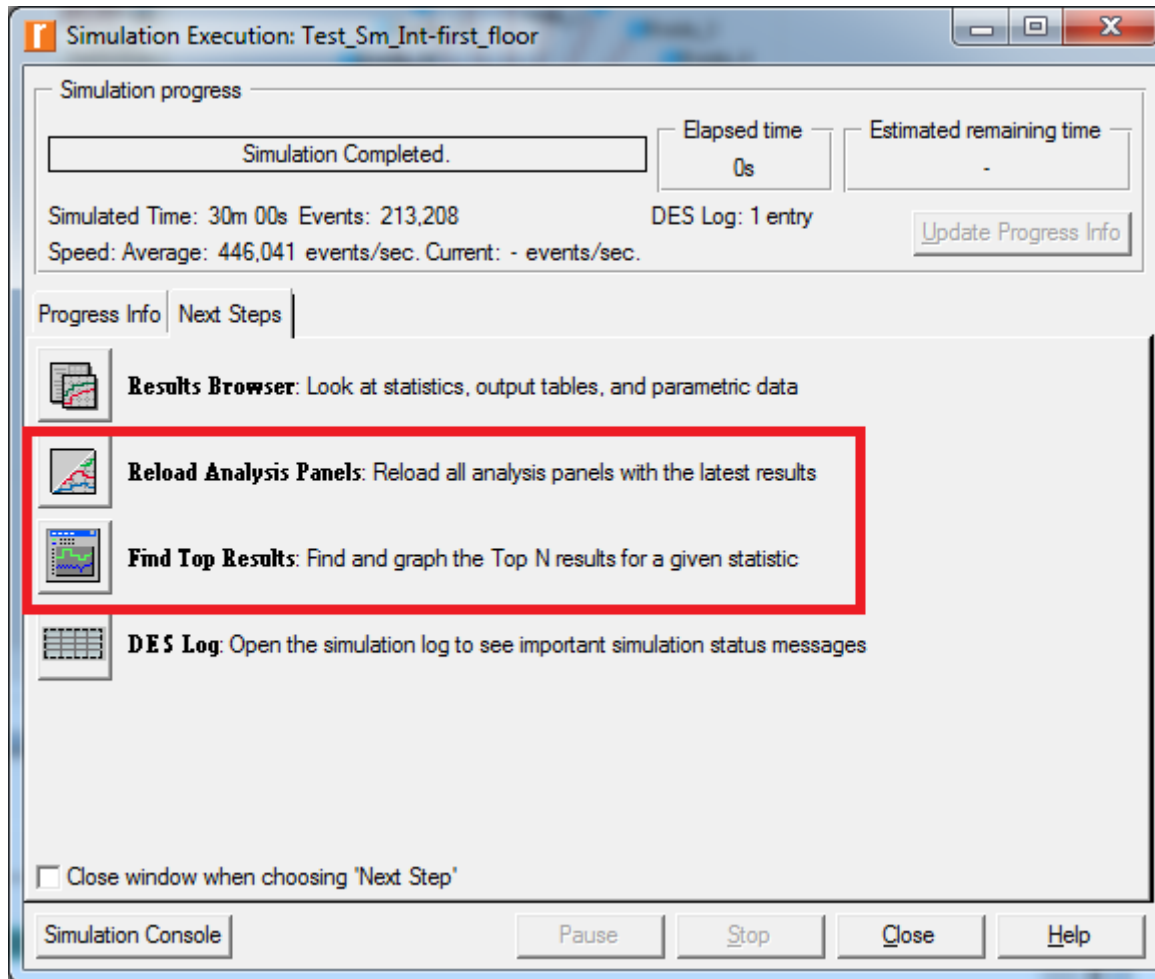 Simulation Execution: Test_Sm_Int-first_floor
Simulation progress
Simulation Completed.
Elapsed time
0s
Estimated remaining time
-
Simulated Time: 30m 00s Events: 213,208
DES Log: 1 entry
Speed: Average: 446,041 events/sec. Current: - events/sec.
Update Progress Info
Progress Info
Next Steps
Results Browser: Look at statistics, output tables, and parametric data
Reload Analysis Panels: Reload all analysis panels with the latest results
Find Top Results: Find and graph the Top N results for a given statistic
DES Log: Open the simulation log to see important simulation status messages
Close window when choosing 'Next Step'
Simulation Console
Pause
Stop
Close
Help